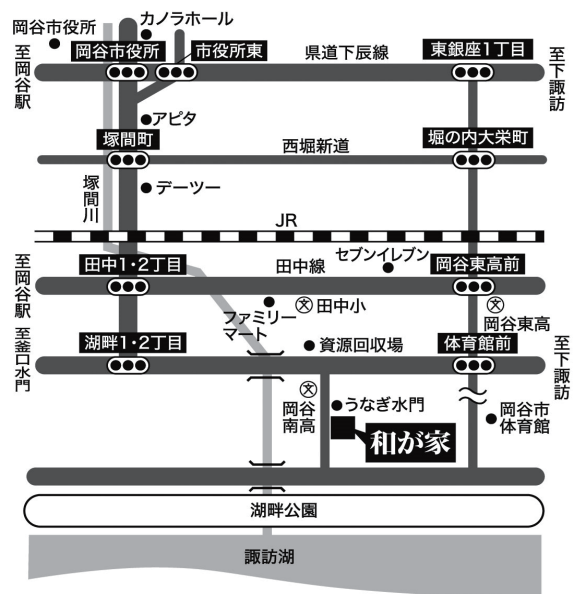 岡谷市役所
カノラホール
至岡谷駅
岡谷市役所
市役所東
県道下辰線
東銀座1丁目
至下諏訪
アピタ
塚間町
西堀新道
堀の内大栄町
塚間川
デーツー
JR
至岡谷駅
田中1・2丁目
田中線
セブンイレブン
岡谷東高前
ファミリー
マート
文
田中小
文
岡谷東高
至釜口水門
湖畔1・2丁目
資源回収場
体育館前
至下諏訪
文
岡谷
南高
うなぎ水門
和が家
岡谷市
体育館
湖畔公園
諏訪湖